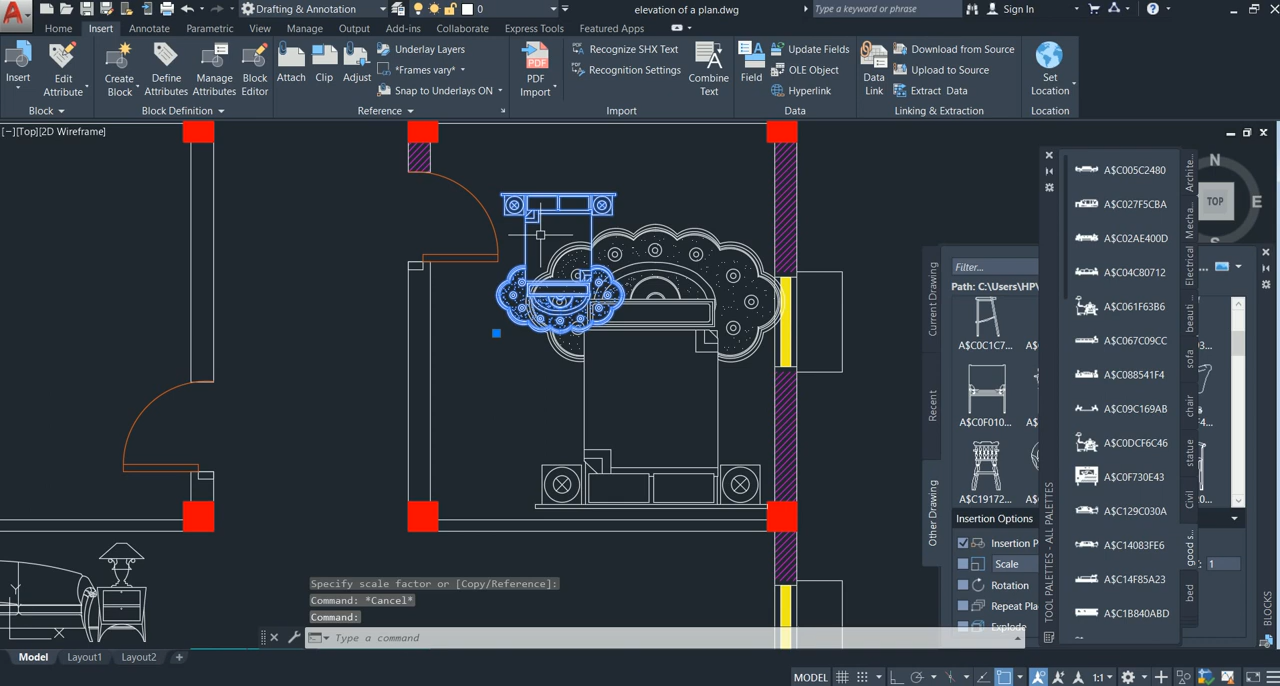 Drafting & Annotation
0
elevation of a plan.dwg
Type a keyword or phrase
Sign In
Home Insert Annotate Parametric View Manage Output Add-ins Collaborate Express Tools Featured Apps
Insert
Edit Attribute
Create Block
Define Attributes
Manage Attributes
Block Editor
Attach
Clip
Adjust
Underlay Layers
*Frames vary*
Snap to Underlays ON
PDF Import
Recognize SHX Text
Recognition Settings
Combine Text
Field
Update Fields
OLE Object
Hyperlink
Data Link
Download from Source
Upload to Source
Extract Data
Set Location
Block
Block Definition
Reference
Import
Data
Linking & Extraction
Location
[−][Top][2D Wireframe]
N
TOP
E
S
A$C005C2480
A$C027F5CBA
A$C02AE400D
A$C04C80712
A$C061F63B6
A$C067C09CC
A$C088541F4
A$C09C169AB
A$C0DCF6C46
A$C0F730E43
A$C129C030A
A$C14083FE6
A$C14F85A23
A$C1B840ABD
Archite...
Mecha...
Electrical
beauti...
sofa
chair
statue
Civil
good s...
bed
TOOL PALETTES - ALL PALETTES
Current Drawing
Recent
Other Drawing
Filter...
Path: C:\Users\HP\
A$C0C1C7...
A$C0F010...
A$C19172...
Insertion Options
Insertion P
Scale
1
Rotation
Repeat Pla
Explode
BLOCKS
Specify scale factor or [Copy/Reference]:
Command: *Cancel*
Command:
Type a command
Y
X
Model Layout1 Layout2 +
MODEL
1:1